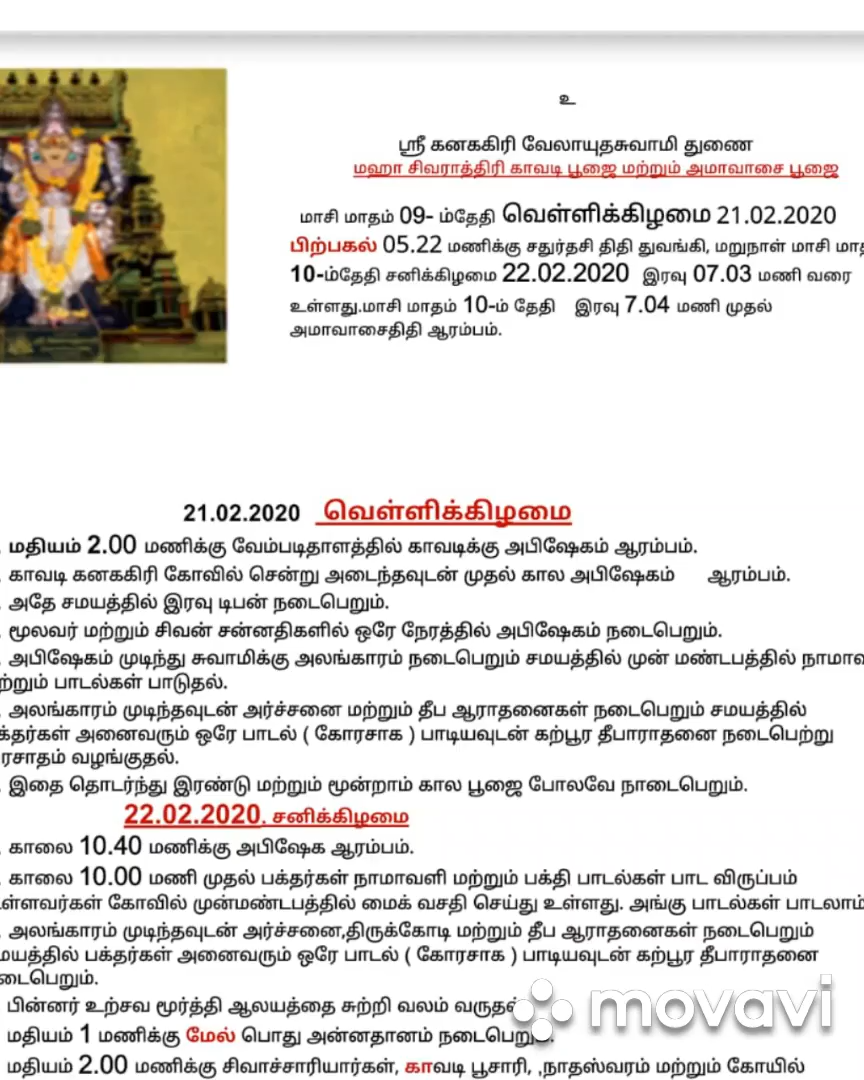 உ
ஸ்ரீ கனககிரி வேலாயுதசுவாமி துணை
மஹா சிவராத்திரி காவடி பூஜை மற்றும் அமாவாசை பூஜை
மாசி மாதம் 09- ம்தேதி வெள்ளிக்கிழமை 21.02.2020
பிற்பகல் 05.22 மணிக்கு சதுர்தசி திதி துவங்கி, மறுநாள் மாசி
10-ம்தேதி சனிக்கிழமை 22.02.2020 இரவு 07.03 மணி வரை
உள்ளது.மாசி மாதம் 10-ம் தேதி இரவு 7.04 மணி முதல்
அமாவாசைதிதி ஆரம்பம்.
21.02.2020 வெள்ளிக்கிழமை
மதியம் 2.00 மணிக்கு வேம்படிதாளத்தில் காவடிக்கு அபிஷேகம் ஆரம்பம்.
காவடி கனககிரி கோவில் சென்று அடைந்தவுடன் முதல் கால அபிஷேகம் ஆரம்பம்.
அதே சமயத்தில் இரவு டிபன் நடைபெறும்.
மூலவர் மற்றும் சிவன் சன்னதிகளில் ஒரே நேரத்தில் அபிஷேகம் நடைபெறும்.
அபிஷேகம் முடிந்து சுவாமிக்கு அலங்காரம் நடைபெறும் சமயத்தில் முன் மண்டபத்தில்
பாடல்கள் பாடுதல்.
அலங்காரம் முடிந்தவுடன் அர்ச்சனை மற்றும் தீப ஆராதனைகள் நடைபெறும் சமயத்தில்
அனைவரும் ஒரே பாடல் ( கோரசாக ) பாடியவுடன் கற்பூர தீபாராதனை நடைபெற்று
வழங்குதல்.
இதை தொடர்ந்து இரண்டு மற்றும் மூன்றாம் கால பூஜை போலவே நாடைபெறும்.
22.02.2020. சனிக்கிழமை
காலை 10.40 மணிக்கு அபிஷேக ஆரம்பம்.
காலை 10.00 மணி முதல் பக்தர்கள் நாமாவளி மற்றும் பக்தி பாடல்கள் பாட விருப்பம்
கோவில் முன்மண்டபத்தில் மைக் வசதி செய்து உள்ளது. அங்கு பாடல்கள் பாடலாம்
அலங்காரம் முடிந்தவுடன் அர்ச்சனை,திருக்கோடி மற்றும் தீப ஆராதனைகள் நடைபெறும்
பக்தர்கள் அனைவரும் ஒரே பாடல் ( கோரசாக ) பாடியவுடன் கற்பூர தீபாராதனை
பின்னர் உற்சவ மூர்த்தி ஆலயத்தை சுற்றி வலம்
மதியம் 1 மணிக்கு மேல் பொது அன்னதானம்
மதியம் 2.00 மணிக்கு சிவாச்சாரியார்கள், காவடி பூசாரி, ,நாதஸ்வரம் மற்றும் கோயில்
movavi